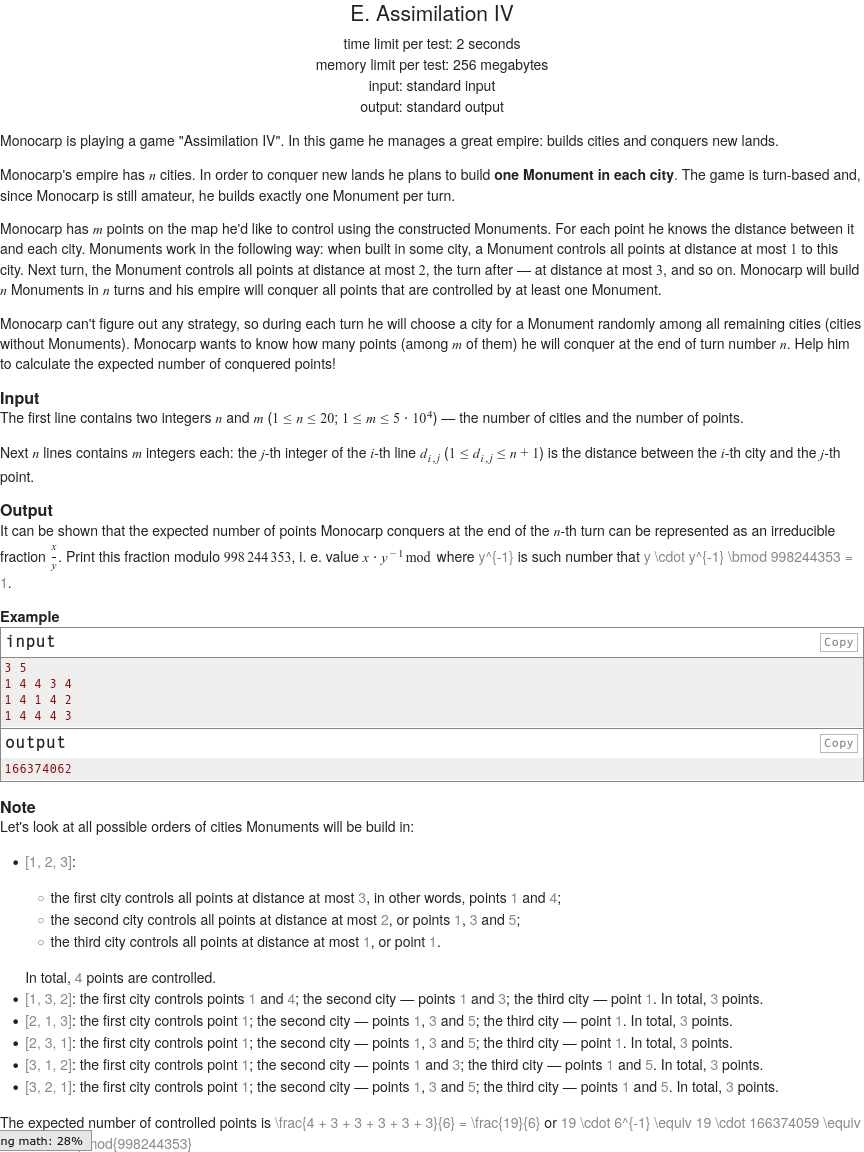 E. Assimilation IV
time limit per test: 2 seconds
memory limit per test: 256 megabytes
input: standard input
output: standard output
Monocarp is playing a game "Assimilation IV". In this game he manages a great empire: builds cities and conquers new lands.
Monocarp's empire has n cities. In order to conquer new lands he plans to build one Monument in each city. The game is turn-based and,
since Monocarp is still amateur, he builds exactly one Monument per turn.
Monocarp has m points on the map he'd like to control using the constructed Monuments. For each point he knows the distance between it
and each city. Monuments work in the following way: when built in some city, a Monument controls all points at distance at most 1 to this
city. Next turn, the Monument controls all points at distance at most 2, the turn after — at distance at most 3, and so on. Monocarp will build
n Monuments in n turns and his empire will conquer all points that are controlled by at least one Monument.
Monocarp can't figure out any strategy, so during each turn he will choose a city for a Monument randomly among all remaining cities (cities
without Monuments). Monocarp wants to know how many points (among m of them) he will conquer at the end of turn number n. Help him
to calculate the expected number of conquered points!
Input
The first line contains two integers n and m (1 ≤ n ≤ 20; 1 ≤ m ≤ 5 · 10^4) — the number of cities and the number of points.
Next n lines contains m integers each: the j-th integer of the i-th line d_{i,j} (1 ≤ d_{i,j} ≤ n + 1) is the distance between the i-th city and the j-th
point.
Output
It can be shown that the expected number of points Monocarp conquers at the end of the n-th turn can be represented as an irreducible
fraction x/y. Print this fraction modulo 998 244 353, i. e. value x · y^{−1} mod where y^{-1} is such number that y \cdot y^{-1} \bmod 998244353 =
1.
Example
input
Copy
3 5
1 4 4 3 4
1 4 1 4 2
1 4 4 4 3
output
Copy
166374062
Note
Let's look at all possible orders of cities Monuments will be build in:
• [1, 2, 3]:
○ the first city controls all points at distance at most 3, in other words, points 1 and 4;
○ the second city controls all points at distance at most 2, or points 1, 3 and 5;
○ the third city controls all points at distance at most 1, or point 1.
In total, 4 points are controlled.
• [1, 3, 2]: the first city controls points 1 and 4; the second city — points 1 and 3; the third city — point 1. In total, 3 points.
• [2, 1, 3]: the first city controls point 1; the second city — points 1, 3 and 5; the third city — point 1. In total, 3 points.
• [2, 3, 1]: the first city controls point 1; the second city — points 1, 3 and 5; the third city — point 1. In total, 3 points.
• [3, 1, 2]: the first city controls point 1; the second city — points 1 and 3; the third city — points 1 and 5. In total, 3 points.
• [3, 2, 1]: the first city controls point 1; the second city — points 1, 3 and 5; the third city — points 1 and 5. In total, 3 points.
The expected number of controlled points is \frac{4 + 3 + 3 + 3 + 3 + 3}{6} = \frac{19}{6} or 19 \cdot 6^{-1} \equiv 19 \cdot 166374059 \equiv
ng math: 28%
mod{998244353}